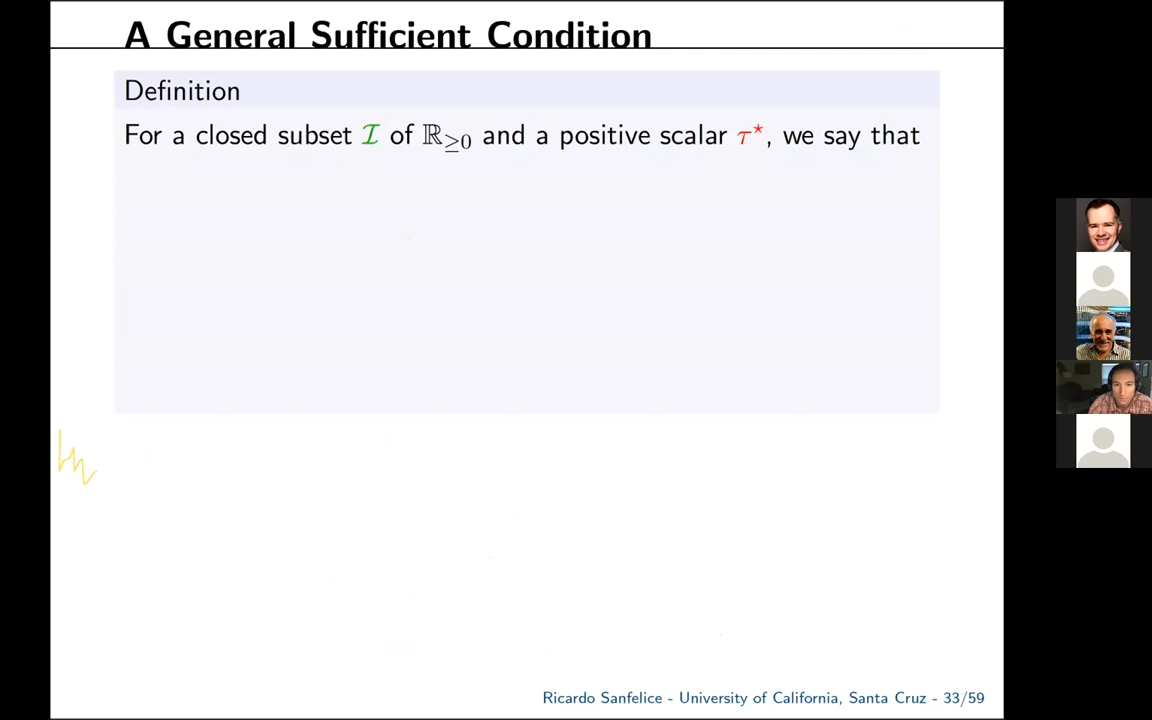 A General Sufficient Condition
Definition
For a closed subset ℐ of ℝ≥0 and a positive scalar τ⋆, we say that
Ricardo Sanfelice - University of California, Santa Cruz - 33/59